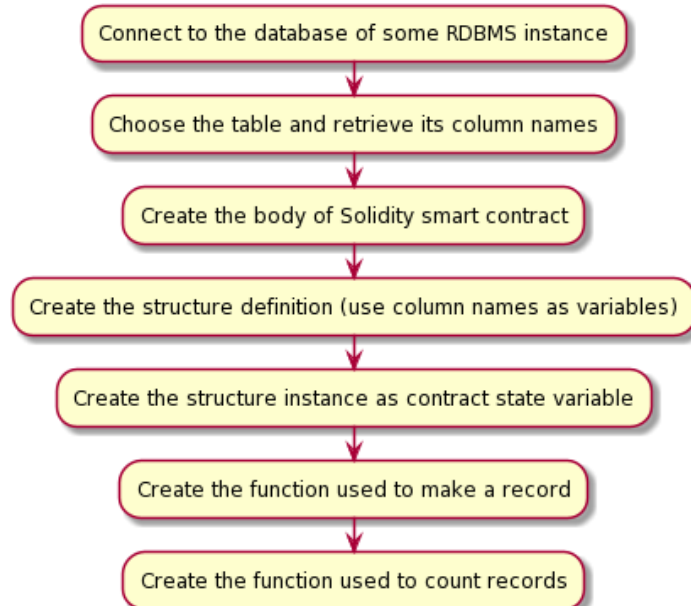 Connect to the database of some RDBMS instance
Choose the table and retrieve its column names
Create the body of Solidity smart contract
Create the structure definition (use column names as variables)
Create the structure instance as contract state variable
Create the function used to make a record
Create the function used to count records